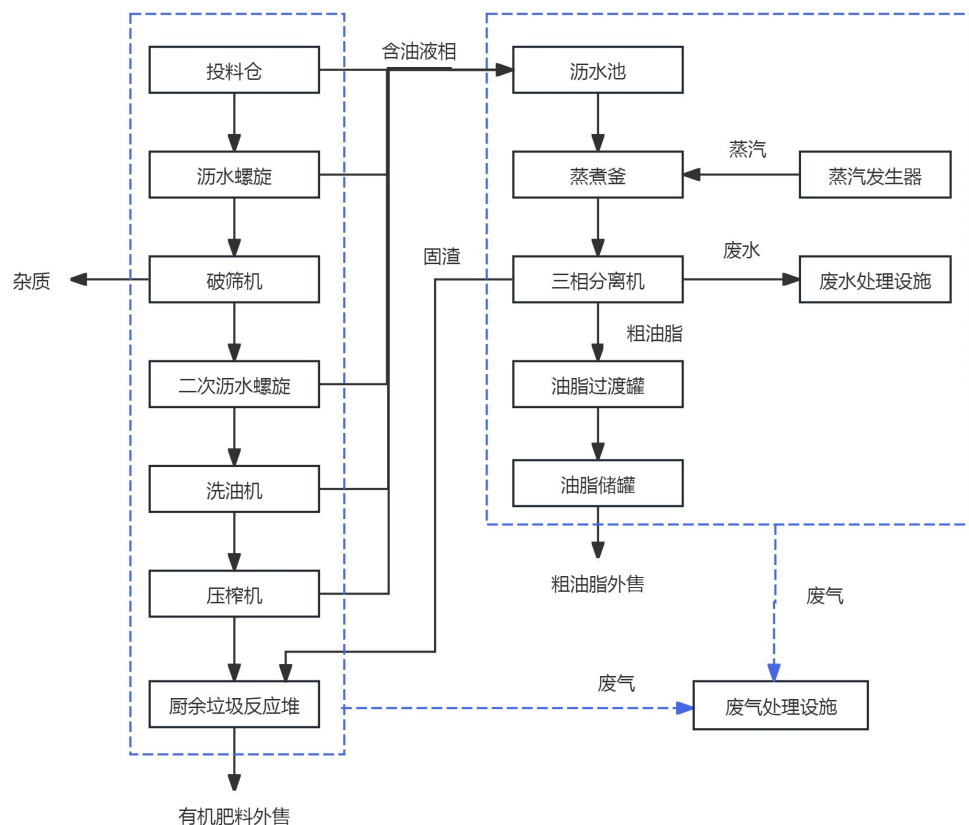 含油液相
投料仓
沥水池
蒸汽
沥水螺旋
蒸煮釜
蒸汽发生器
固渣
废水
杂质
破筛机
三相分离机
废水处理设施
粗油脂
二次沥水螺旋
油脂过渡罐
洗油机
油脂储罐
压榨机
粗油脂外售
废气
废气
厨余垃圾反应堆
废气处理设施
有机肥料外售